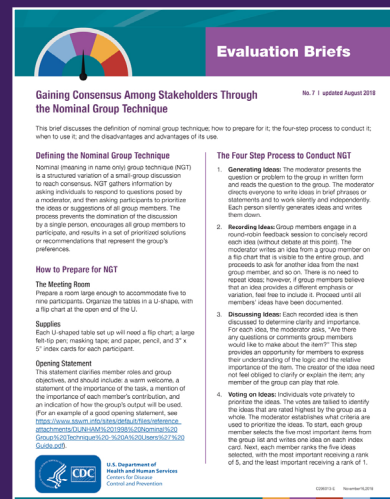 Evaluation Briefs
Gaining Consensus Among Stakeholders Through
the Nominal Group Technique
No. 7 | updated August 2018
This brief discusses the definition of nominal group technique; how to prepare for it; the four-step process to conduct it;
when to use it; and the disadvantages and advantages of its use.
Defining the Nominal Group Technique
Nominal (meaning in name only) group technique (NGT)
is a structured variation of a small-group discussion
to reach consensus. NGT gathers information by
asking individuals to respond to questions posed by
a moderator, and then asking participants to prioritize
the ideas or suggestions of all group members. The
process prevents the domination of the discussion
by a single person, encourages all group members to
participate, and results in a set of prioritized solutions
or recommendations that represent the group's
preferences.
How to Prepare for NGT
The Meeting Room
Prepare a room large enough to accommodate five to
nine participants. Organize the tables in a U-shape, with
a flip chart at the open end of the U.
Supplies
Each U-shaped table set up will need a flip chart; a large
felt-tip pen; masking tape; and paper, pencil, and 3" x
5" index cards for each participant.
Opening Statement
This statement clarifies member roles and group
objectives, and should include: a warm welcome, a
statement of the importance of the task, a mention of
the importance of each member's contribution, and
an indication of how the group's output will be used.
(For an example of a good opening statement, see
https://www.sswm.info/sites/default/files/reference_
attachments/DUNHAM%201998%20Nominal%20
Group%20Technique%20-%20A%20Users%27%20
Guide.pdf).
CDC
U.S. Department of
Health and Human Services
Centers for Disease
Control and Prevention
The Four Step Process to Conduct NGT
1. Generating Ideas: The moderator presents the
question or problem to the group in written form
and reads the question to the group. The moderator
directs everyone to write ideas in brief phrases or
statements and to work silently and independently.
Each person silently generates ideas and writes
them down.
2. Recording Ideas: Group members engage in a
round-robin feedback session to concisely record
each idea (without debate at this point). The
moderator writes an idea from a group member on
a flip chart that is visible to the entire group, and
proceeds to ask for another idea from the next
group member, and so on. There is no need to
repeat ideas; however, if group members believe
that an idea provides a different emphasis or
variation, feel free to include it. Proceed until all
members' ideas have been documented.
3. Discussing Ideas: Each recorded idea is then
discussed to determine clarity and importance.
For each idea, the moderator asks, "Are there
any questions or comments group members
would like to make about the item?" This step
provides an opportunity for members to express
their understanding of the logic and the relative
importance of the item. The creator of the idea need
not feel obliged to clarify or explain the item; any
member of the group can play that role.
4. Voting on Ideas: Individuals vote privately to
prioritize the ideas. The votes are tallied to identify
the ideas that are rated highest by the group as a
whole. The moderator establishes what criteria are
used to prioritize the ideas. To start, each group
member selects the five most important items from
the group list and writes one idea on each index
card. Next, each member ranks the five ideas
selected, with the most important receiving a rank
of 5, and the least important receiving a rank of 1.